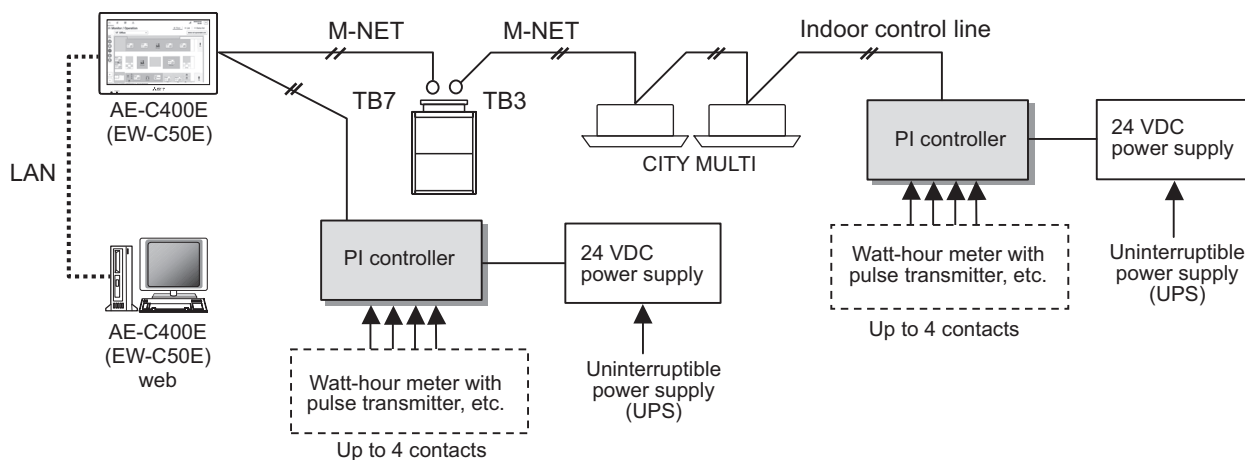 M-NET
M-NET
Indoor control line
AE-C400E
(EW-C50E)
TB7
TB3
LAN
CITY MULTI
PI controller
24 VDC
power supply
Watt-hour meter with
pulse transmitter, etc.
Up to 4 contacts
Uninterruptible
power supply
(UPS)
PI controller
24 VDC
power supply
AE-C400E
(EW-C50E)
web
Watt-hour meter with
pulse transmitter, etc.
Up to 4 contacts
Uninterruptible
power supply
(UPS)